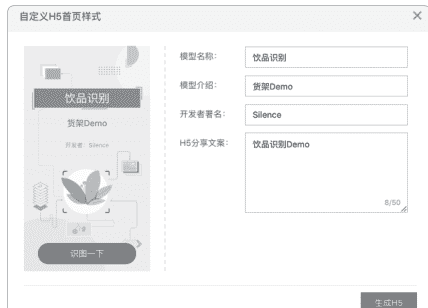 自定义H5首页样式
饮品识别
货架Demo
开发者: Silence
识图一下
模型名称: 饮品识别
模型介绍: 货架Demo
开发者署名: Silence
H5分享文案: 饮品识别Demo
8/50
生成H5